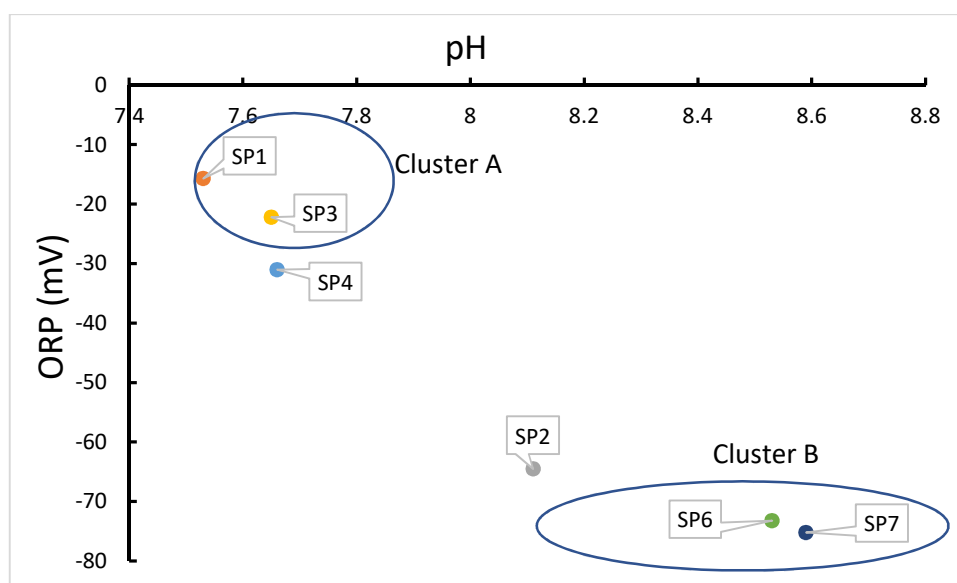 pH
0
7.4 7.6 7.8 8 8.2 8.4 8.6 8.8
-10
SP1
Cluster A
-20
SP3
-30
SP4
-40
-50
-60
SP2
Cluster B
-70
SP6
SP7
-80
ORP (mV)